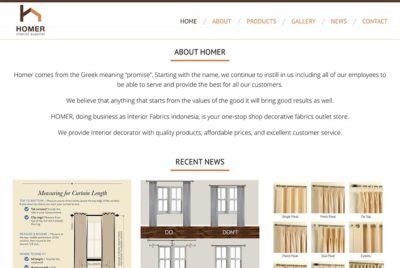 HOMER
interior supplier
HOME / ABOUT / PRODUCTS / GALLERY / NEWS / CONTACT
ABOUT HOMER
Homer comes from the Greek meaning “promise”. Starting with the name, we continue to instill in us including all of our employees to
be able to serve and provide the best for all our customers.
We believe that anything that starts from the values of the good it will bring good results as well.
HOMER, doing business as Interior Fabrics indonesia, is your one-stop shop decorative fabrics outlet store.
We provide interior decorator with quality products, affordable prices, and excellent customer service.
RECENT NEWS
Measuring for Curtain Length
DO
DON'T
Single Pleat
Pencil Pleat
Tie Top
Goblet Pleat
Eyelets